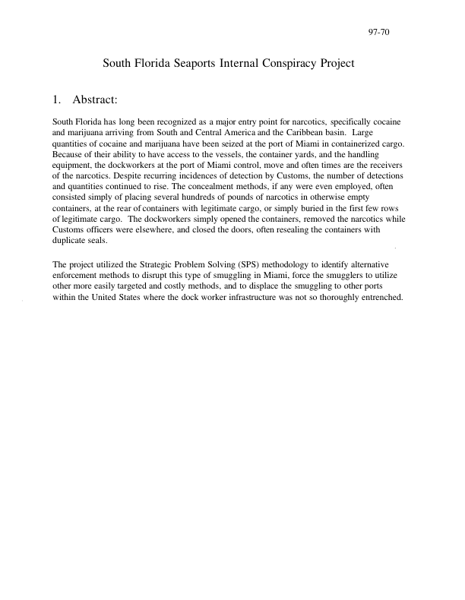 97-70
South Florida Seaports Internal Conspiracy Project
1. Abstract:
South Florida has long been recognized as a major entry point for narcotics, specifically cocaine
and marijuana arriving from South and Central America and the Caribbean basin. Large
quantities of cocaine and marijuana have been seized at the port of Miami in containerized cargo.
Because of their ability to have access to the vessels, the container yards, and the handling
equipment, the dockworkers at the port of Miami control, move and often times are the receivers
of the narcotics. Despite recurring incidences of detection by Customs, the number of detections
and quantities continued to rise. The concealment methods, if any were even employed, often
consisted simply of placing several hundreds of pounds of narcotics in otherwise empty
containers, at the rear of containers with legitimate cargo, or simply buried in the first few rows
of legitimate cargo. The dockworkers simply opened the containers, removed the narcotics while
Customs officers were elsewhere, and closed the doors, often resealing the containers with
duplicate seals.
The project utilized the Strategic Problem Solving (SPS) methodology to identify alternative
enforcement methods to disrupt this type of smuggling in Miami, force the smugglers to utilize
other more easily targeted and costly methods, and to displace the smuggling to other ports
within the United States where the dock worker infrastructure was not so thoroughly entrenched.